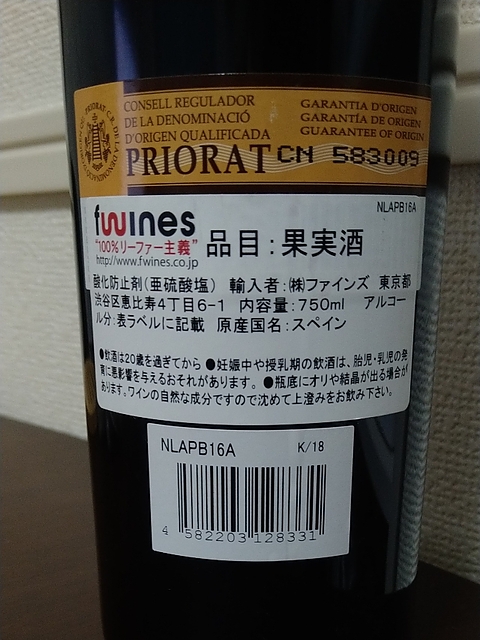 CONSELL REGULADOR
DE LA DENOMINACIÓ
D'ORIGEN QUALIFICADA
PRIORAT
GARANTIA D'ORIGEN
GARANTÍA DE ORIGEN
GUARANTEE OF ORIGIN
CN 583009
NLAPB16A
fwines
"100%リーファー主義"
http://www.fwines.co.jp
品目:果実酒
酸化防止剤(亜硫酸塩) 輸入者:㈱ファインズ 東京都
渋谷区恵比寿4丁目6-1 内容量:750ml アルコー
ル分:表ラベルに記載 原産国名:スペイン
●飲酒は20歳を過ぎてから ●妊娠中や授乳期の飲酒は、胎児・乳児の発
育に悪影響を与えるおそれがあります。 ●瓶底にオリや結晶が出る場合が
あります。ワインの自然な成分ですので沈めて上澄みをお飲み下さい。
NLAPB16A K/18
4 582203 128331